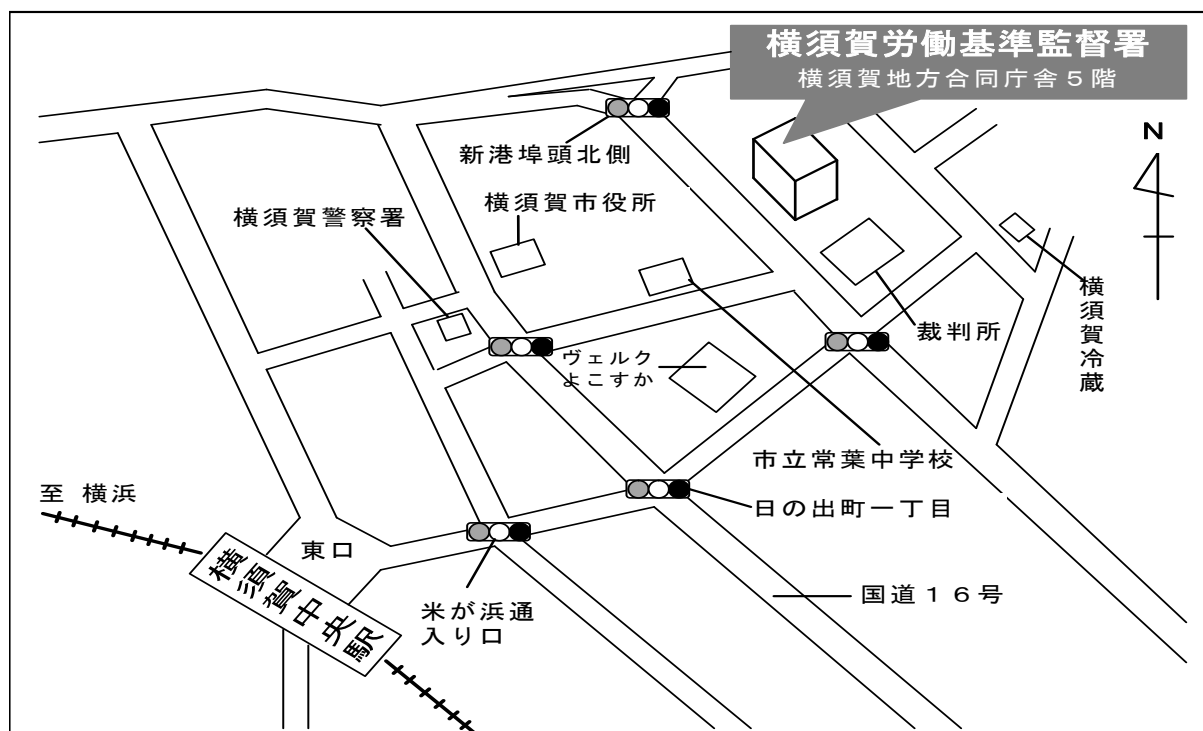 横須賀労働基準監督署
横須賀地方合同庁舎５階
N
新港埠頭北側
横須賀市役所
横須賀警察署
横須賀冷蔵
裁判所
ヴェルク
よこすか
市立常葉中学校
日の出町一丁目
至 横浜
東口
横須賀中央駅
米が浜通
入り口
国道１６号